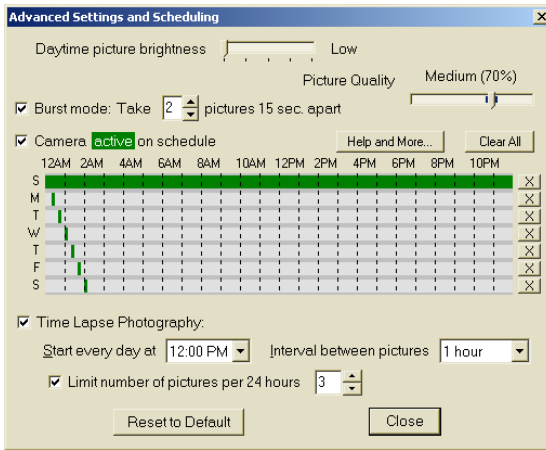 Advanced Settings and Scheduling
Daytime picture brightness Low
Picture Quality Medium (70%)
Burst mode: Take 2 pictures 15 sec. apart
Camera active on schedule Help and More... Clear All
12AM 2AM 4AM 6AM 8AM 10AM 12PM 2PM 4PM 6PM 8PM 10PM
S X
M X
T X
W X
T X
F X
S X
Time Lapse Photography:
Start every day at 12:00 PM Interval between pictures 1 hour
Limit number of pictures per 24 hours 3
Reset to Default Close